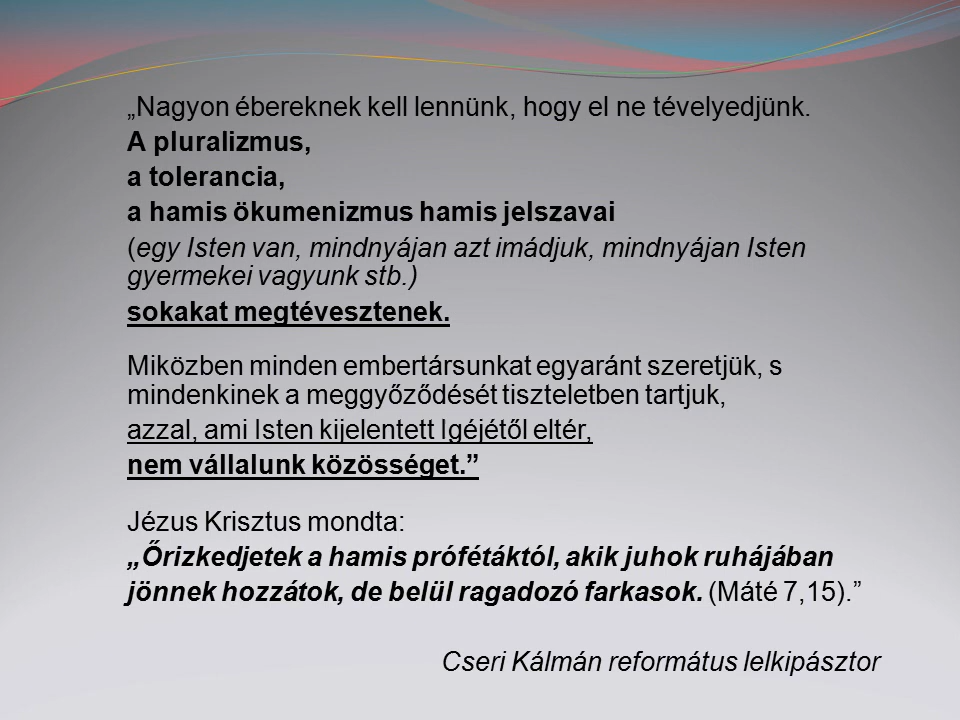 „Nagyon ébereknek kell lennünk, hogy el ne tévelyedjünk.
A pluralizmus,
a tolerancia,
a hamis ökumenizmus hamis jelszavai
(egy Isten van, mindnyájan azt imádjuk, mindnyájan Isten
gyermekei vagyunk stb.)
sokakat megtévesztenek.
Miközben minden embertársunkat egyaránt szeretjük, s
mindenkinek a meggyőződését tiszteletben tartjuk,
azzal, ami Isten kijelentett Igéjétől eltér,
nem vállalunk közösséget.”
Jézus Krisztus mondta:
„Őrizkedjetek a hamis prófétáktól, akik juhok ruhájában
jönnek hozzátok, de belül ragadozó farkasok. (Máté 7,15).”
Cseri Kálmán református lelkipásztor